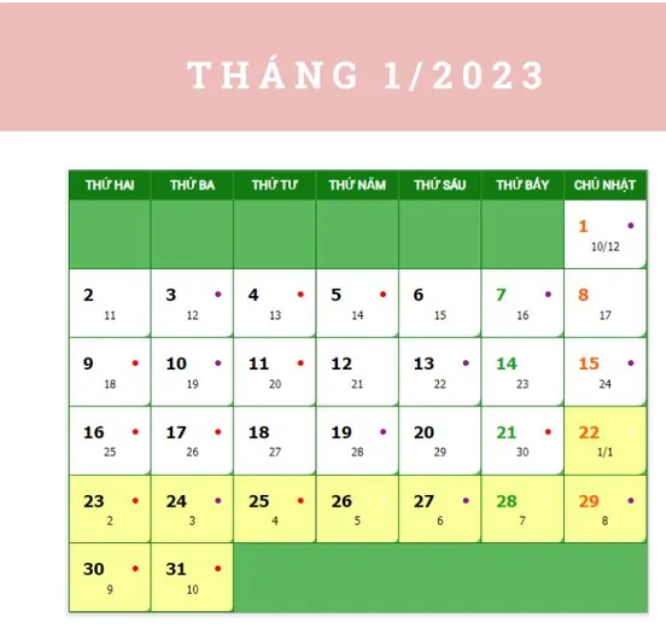 THÁNG 1/2023
THỨ HAI THỨ BA THỨ TƯ THỨ NĂM THỨ SÁU THỨ BẢY CHỦ NHẬT
1
10/12
2 3 4 5 6 7 8
11 12 13 14 15 16 17
9 10 11 12 13 14 15
18 19 20 21 22 23 24
16 17 18 19 20 21 22
25 26 27 28 29 30 1/1
23 24 25 26 27 28 29
2 3 4 5 6 7 8
30 31
9 10